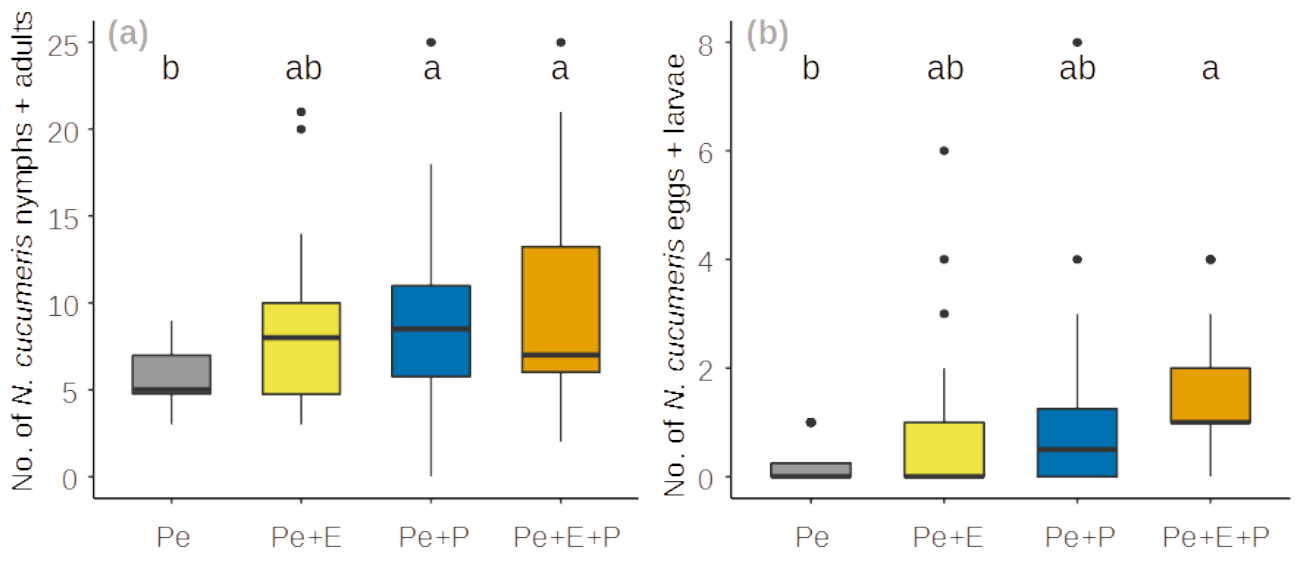 (a)
No. of N. cucumeris nymphs + adults
25
20
15
10
5
0
b ab a a
Pe Pe+E Pe+P Pe+E+P
(b)
No. of N. cucumeris eggs + larvae
8
6
4
2
0
b ab ab a
Pe Pe+E Pe+P Pe+E+P